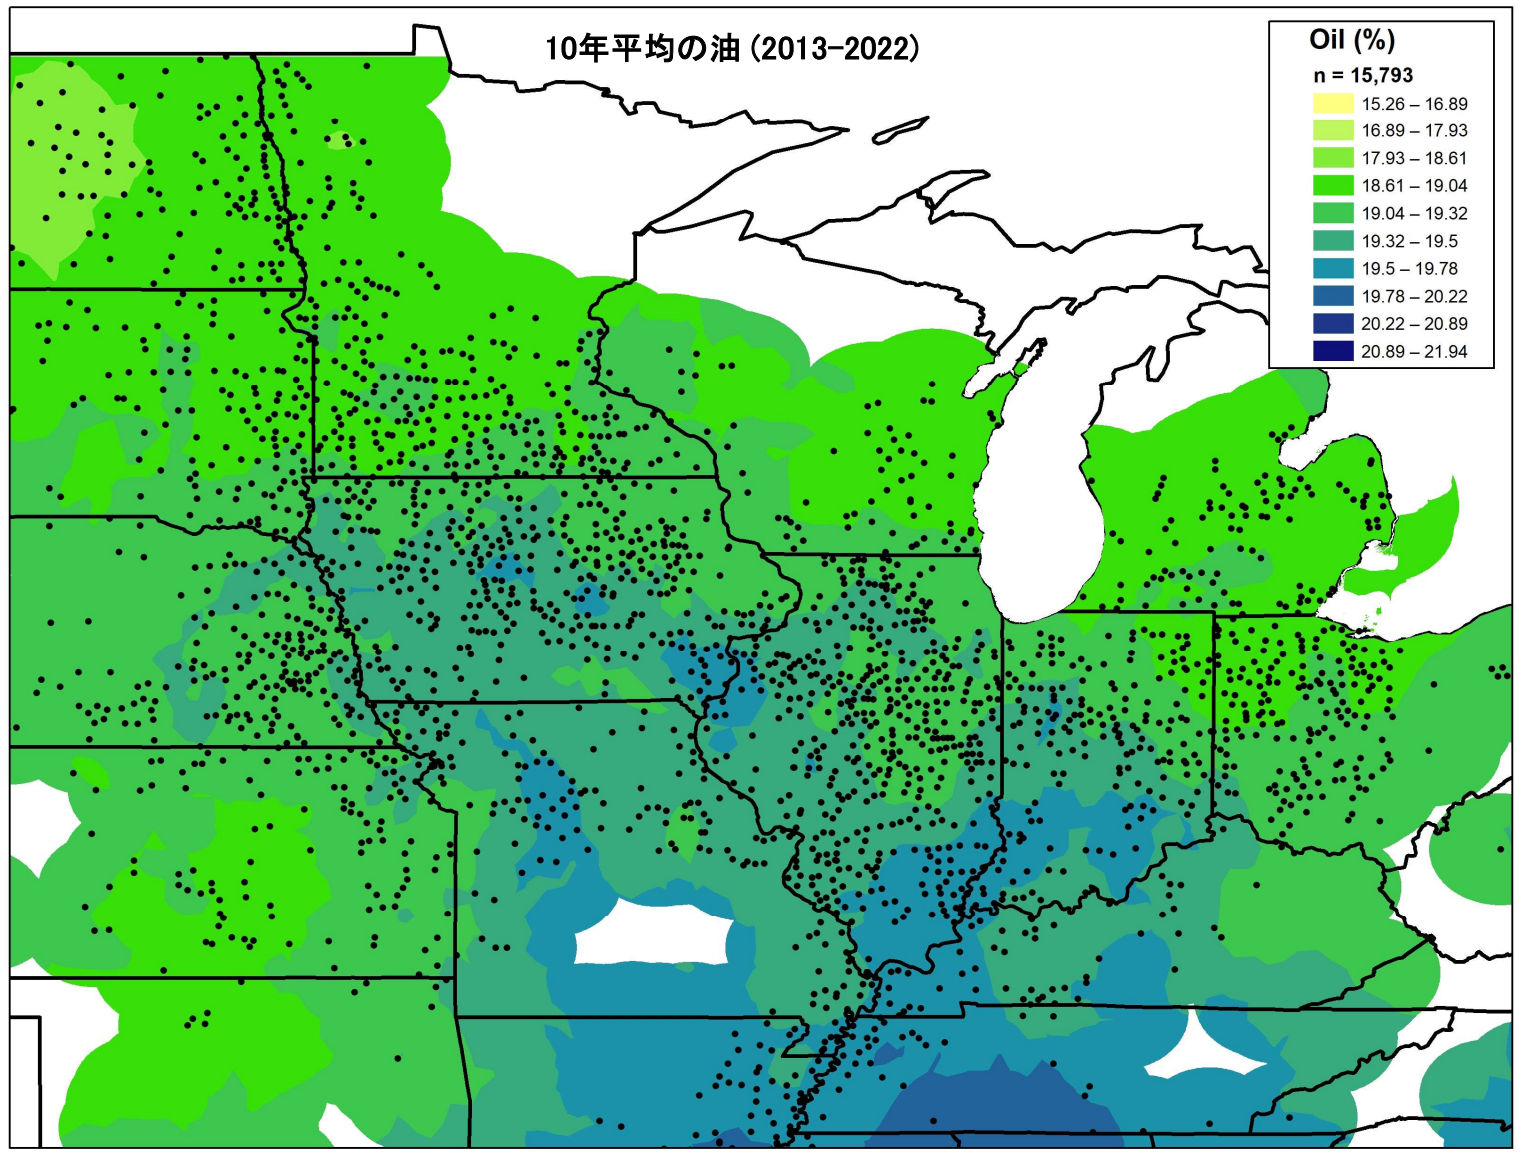 10年平均の油 (2013-2022)
Oil (%)
n = 15,793
15.26 – 16.89
16.89 – 17.93
17.93 – 18.61
18.61 – 19.04
19.04 – 19.32
19.32 – 19.5
19.5 – 19.78
19.78 – 20.22
20.22 – 20.89
20.89 – 21.94